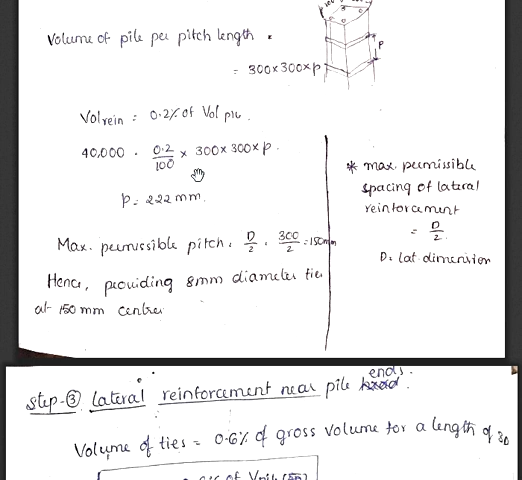 Volume of pile per pitch length =
= 300×300×p
P
Vol rein = 0.2% of Vol pile.
40,000 = 0.2/100 × 300×300×p.
p = 222 mm.
Max. permissible pitch = D/2 = 300/2 = 150mm
Hence, providing 8mm diameter ties
at 150 mm centres
* max. permissible
spacing of lateral
reinforcement
= D/2
D = lat dimension
step-③ Lateral reinforcement near pile ends.
Volume of ties = 0.6% of gross volume for a length of 3D